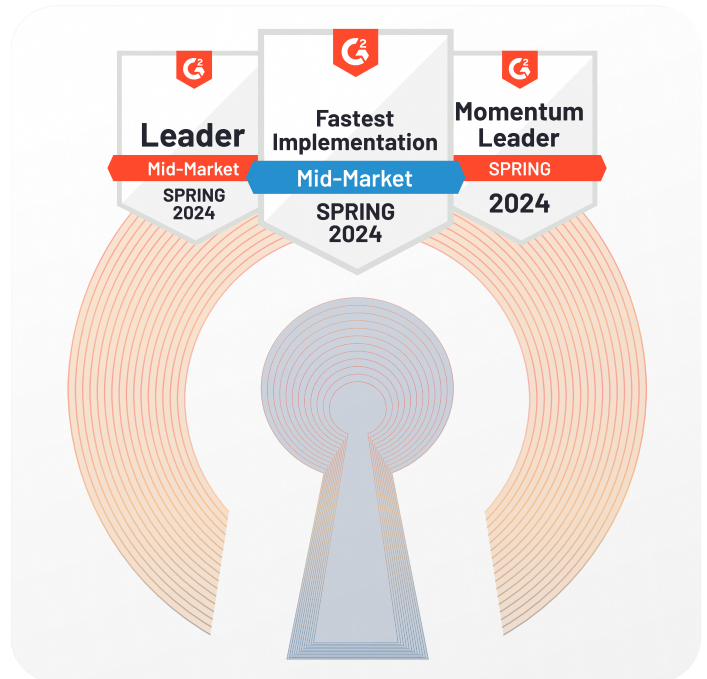 G2
Leader
Mid-Market
SPRING
2024
G2
Fastest
Implementation
Mid-Market
SPRING
2024
G2
Momentum
Leader
SPRING
2024